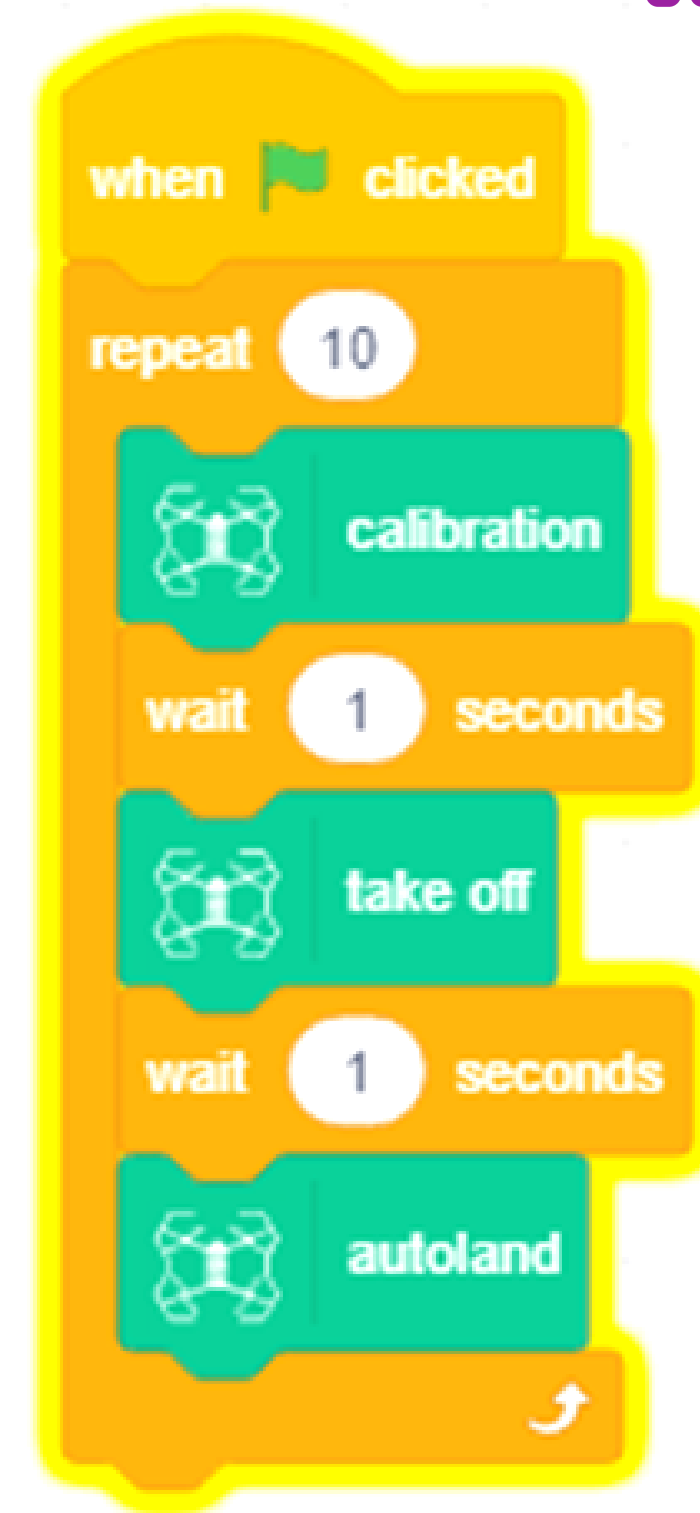 when clicked
repeat 10
calibration
wait 1 seconds
take off
wait 1 seconds
autoland